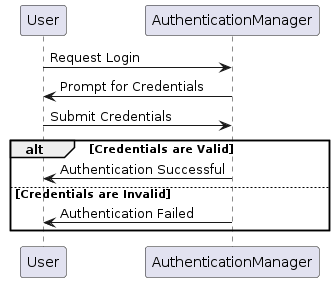 User AuthenticationManager
Request Login
Prompt for Credentials
Submit Credentials
alt [Credentials are Valid]
Authentication Successful
[Credentials are Invalid]
Authentication Failed
User AuthenticationManager